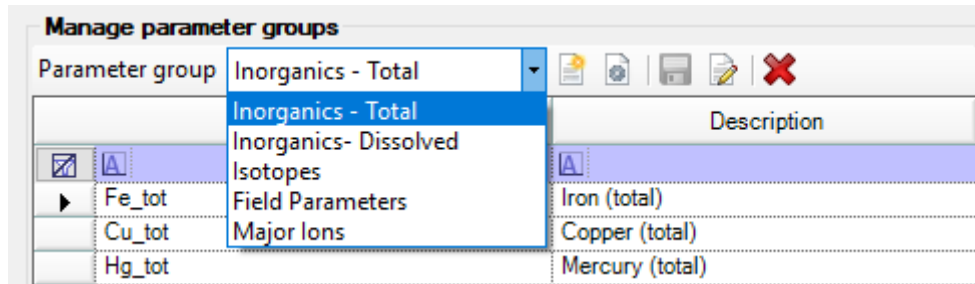 Manage parameter groups
Parameter group Inorganics - Total
Inorganics - Total
Description
Inorganics- Dissolved
A A
Isotopes
Fe_tot Field Parameters Iron (total)
Cu_tot Major Ions Copper (total)
Hg_tot Mercury (total)